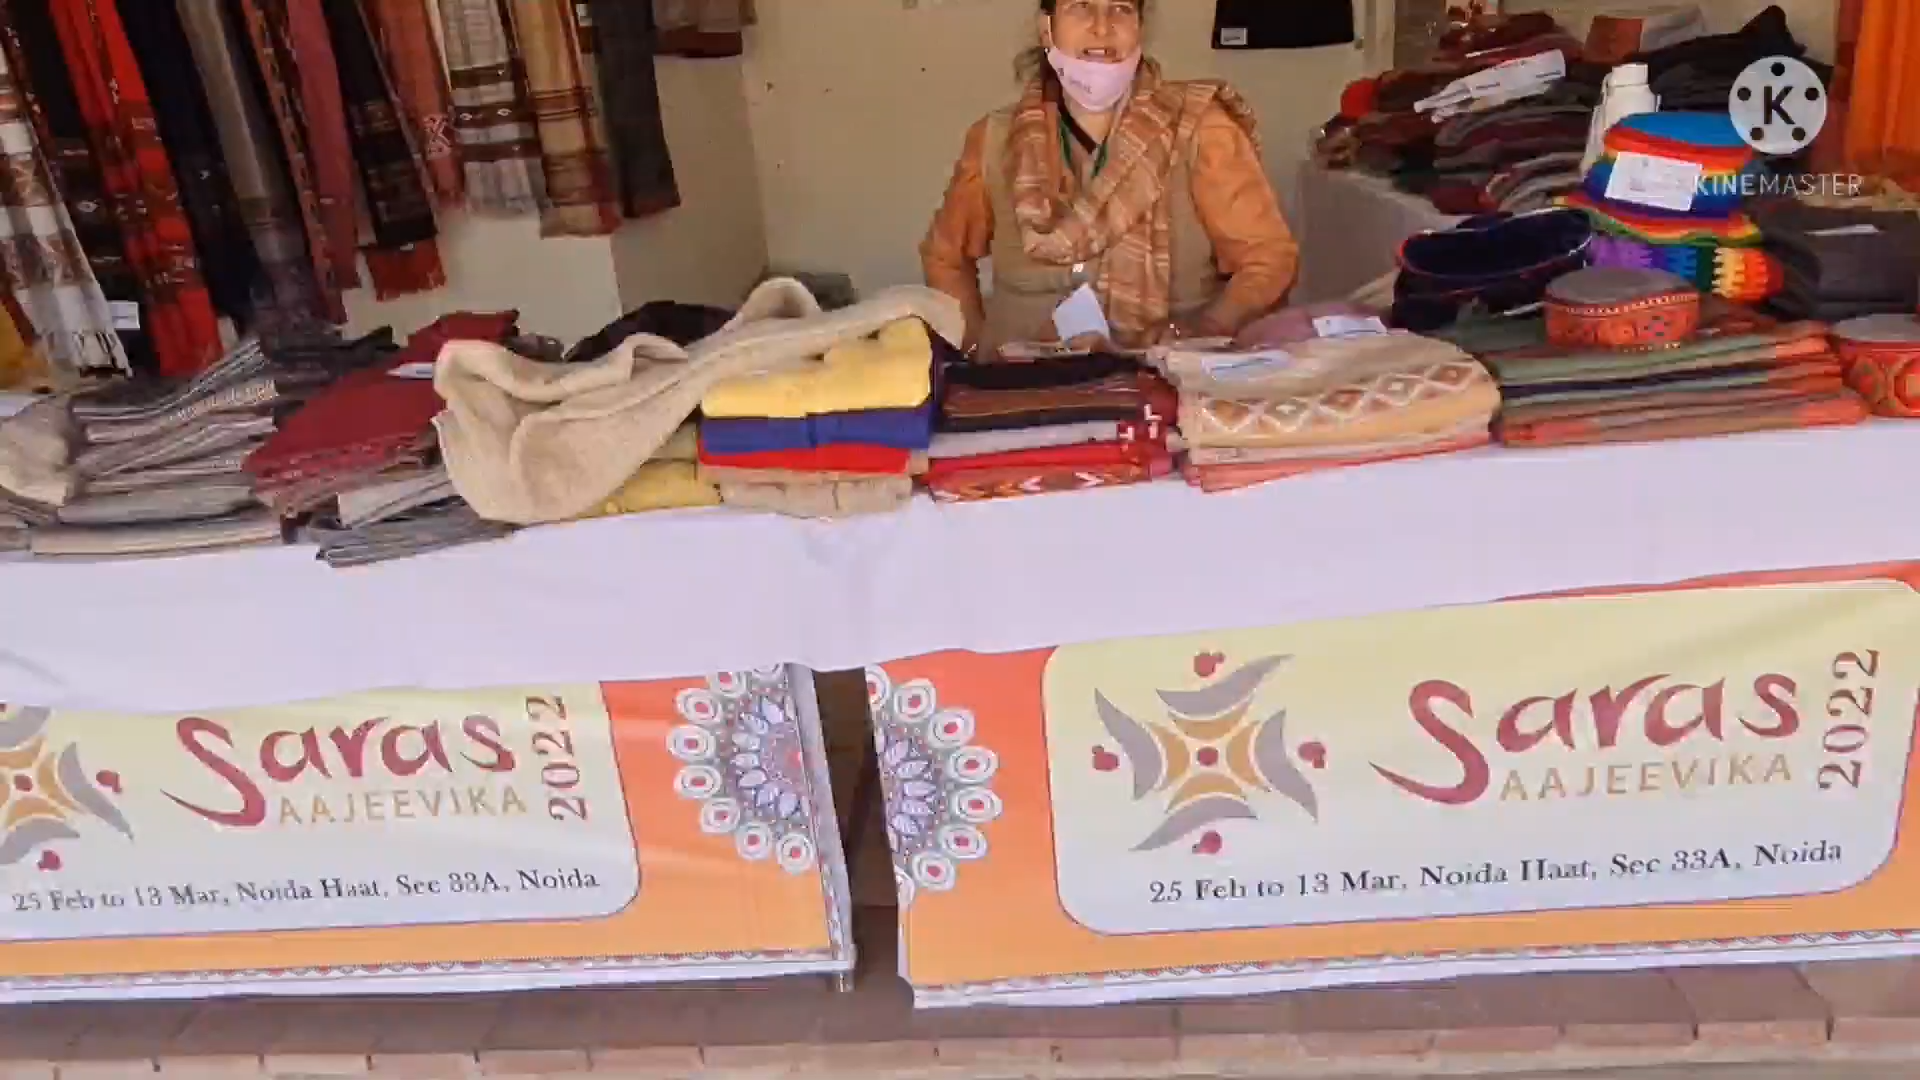 K
KINEMASTER
Saras
AAJEEVIKA
2022
25 Feb to 13 Mar, Noida Haat, Sec 33A, Noida
Saras
AAJEEVIKA
2022
25 Feb to 13 Mar, Noida Haat, Sec 33A, Noida